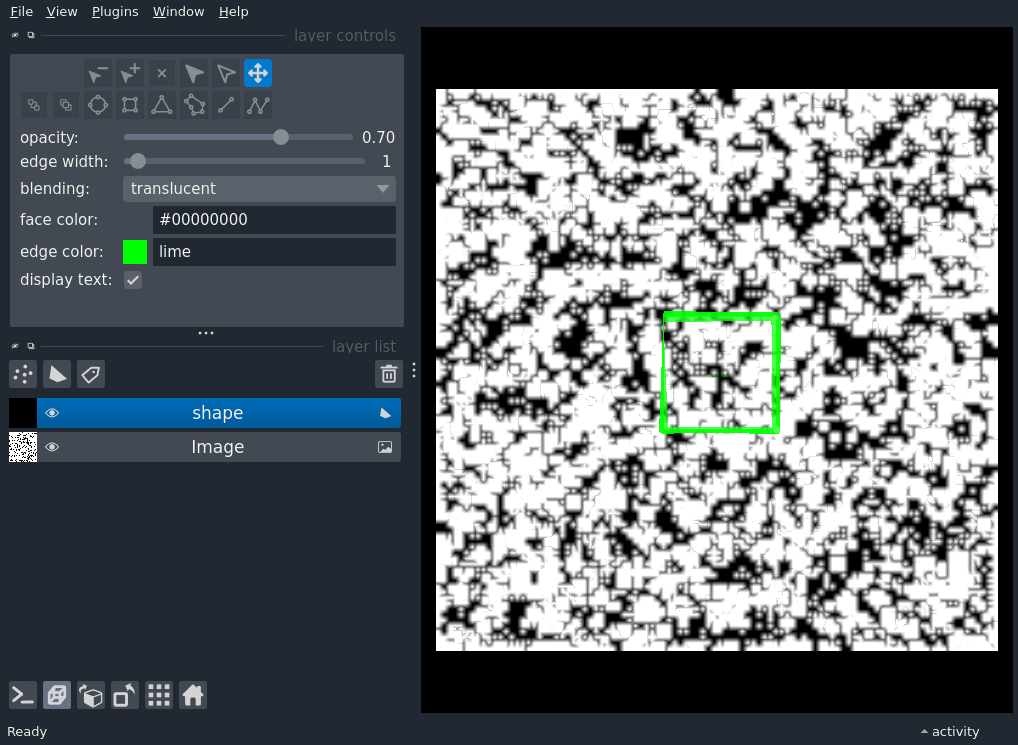 File View Plugins Window Help
layer controls
opacity: 0.70
edge width: 1
blending: translucent
face color: #00000000
edge color: lime
display text:
layer list
shape
Image
Ready
activity